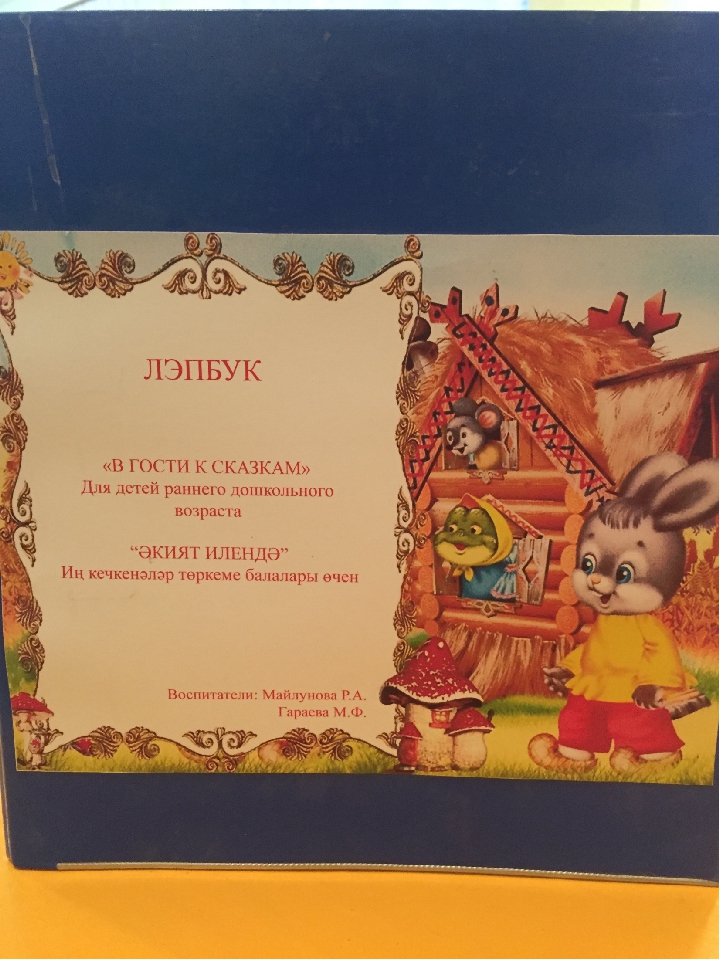 ЛЭПБУК
«В ГОСТИ К СКАЗКАМ»
Для детей раннего дошкольного
возраста
“ӘКИЯТ ИЛЕНДӘ”
Иң кечкенәләр төркеме балалары өчен
Воспитатели: Майлунова Р.А.
Гараева М.Ф.